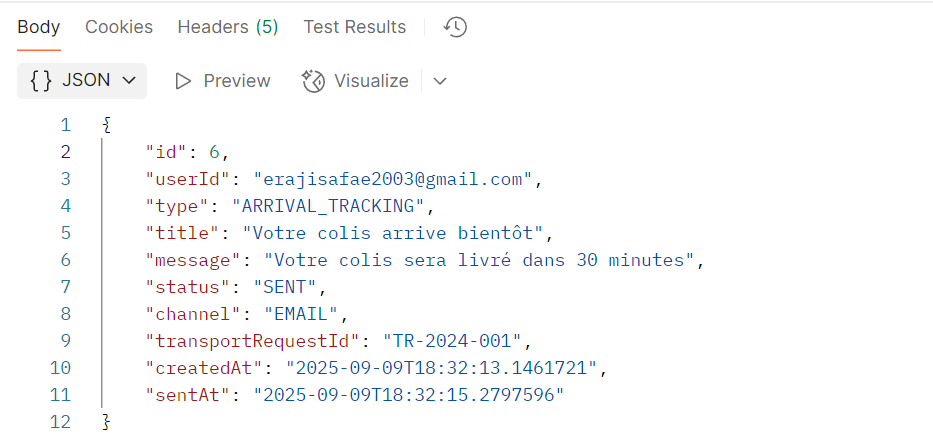 Body Cookies Headers (5) Test Results
{} JSON Preview Visualize
1 {
2 "id": 6,
3 "userId": "erajisafae2003@gmail.com",
4 "type": "ARRIVAL_TRACKING",
5 "title": "Votre colis arrive bientôt",
6 "message": "Votre colis sera livré dans 30 minutes",
7 "status": "SENT",
8 "channel": "EMAIL",
9 "transportRequestId": "TR-2024-001",
10 "createdAt": "2025-09-09T18:32:13.1461721",
11 "sentAt": "2025-09-09T18:32:15.2797596"
12 }